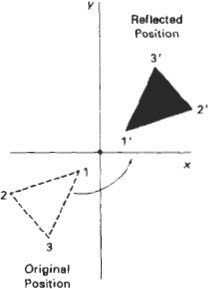 y
Reflected
Position
3'
2'
1'
x
1
2
3
Original
Position